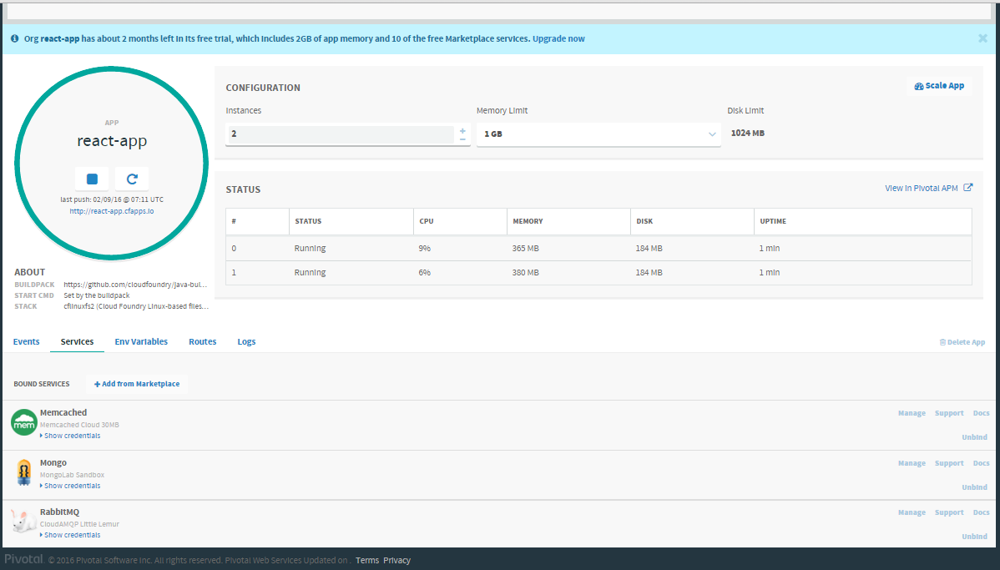 Org react-app has about 2 months left in its free trial, which includes 2GB of app memory and 10 of the free Marketplace services. Upgrade now
APP
react-app
last push: 02/09/16 @ 07:11 UTC
http://react-app.cfapps.io
ABOUT
BUILDPACK https://github.com/cloudfoundry/java-bui...
START CMD Set by the buildpack
STACK cflinuxfs2 (Cloud Foundry Linux-based files...
CONFIGURATION
Scale App
Instances Memory Limit Disk Limit
2 1 GB 1024 MB
STATUS
View in Pivotal APM
# STATUS CPU MEMORY DISK UPTIME
0 Running 9% 365 MB 184 MB 1 min
1 Running 6% 380 MB 184 MB 1 min
Events Services Env Variables Routes Logs Delete App
BOUND SERVICES + Add from Marketplace
mem
Memcached
Memcached Cloud 30MB
Show credentials
Manage Support Docs
Unbind
Mongo
MongoLab Sandbox
Show credentials
Manage Support Docs
Unbind
RabbitMQ
CloudAMQP Little Lemur
Show credentials
Manage Support Docs
Unbind
Pivotal © 2016 Pivotal Software Inc. All rights reserved. Pivotal Web Services Updated on . Terms Privacy